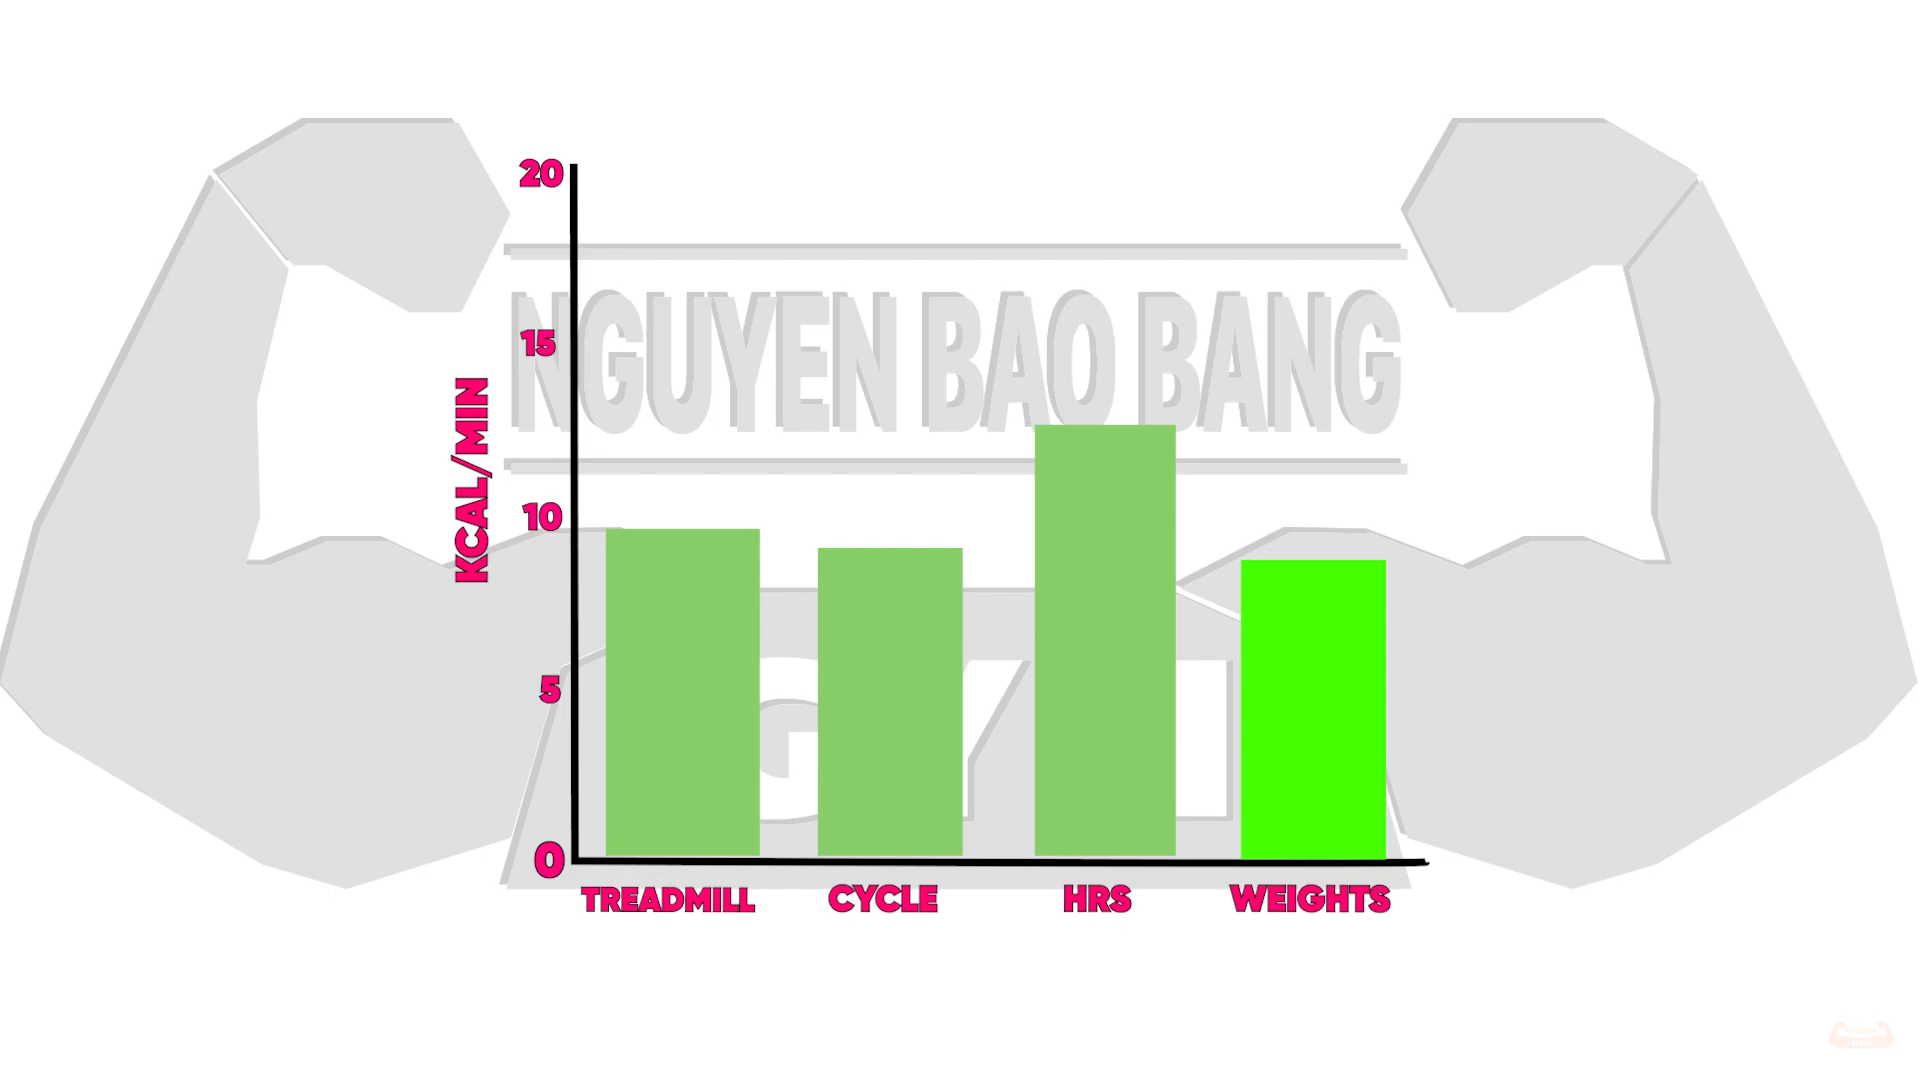 20
NGUYEN BAO BANG
15
KCAL/MIN
10
5
0
TREADMILL
CYCLE
HRS
WEIGHTS